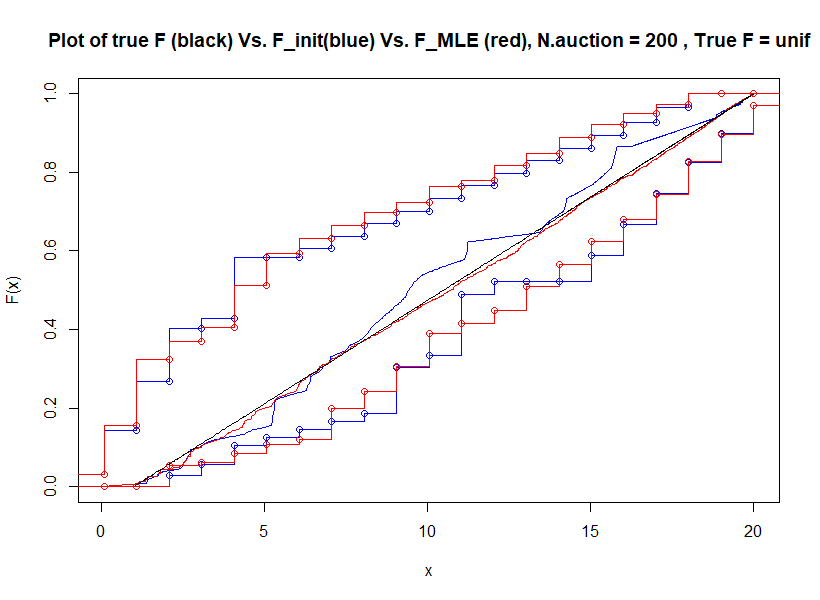 Plot of true F (black) Vs. F_init(blue) Vs. F_MLE (red), N.auction = 200 , True F = unif
1.0
0.8
0.6
0.4
0.2
0.0
F(x)
0 5 10 15 20
x